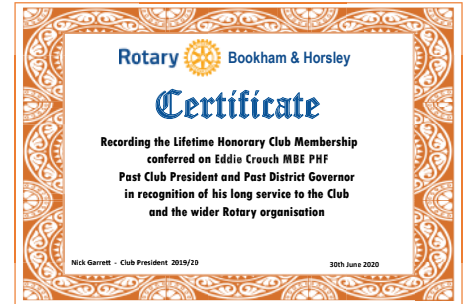 Rotary Bookham & Horsley
Certificate
Recording the Lifetime Honorary Club Membership
conferred on Eddie Crouch MBE PHF
Past Club President and Past District Governor
in recognition of his long service to the Club
and the wider Rotary organisation
Nick Garrett - Club President 2019/20
30th June 2020